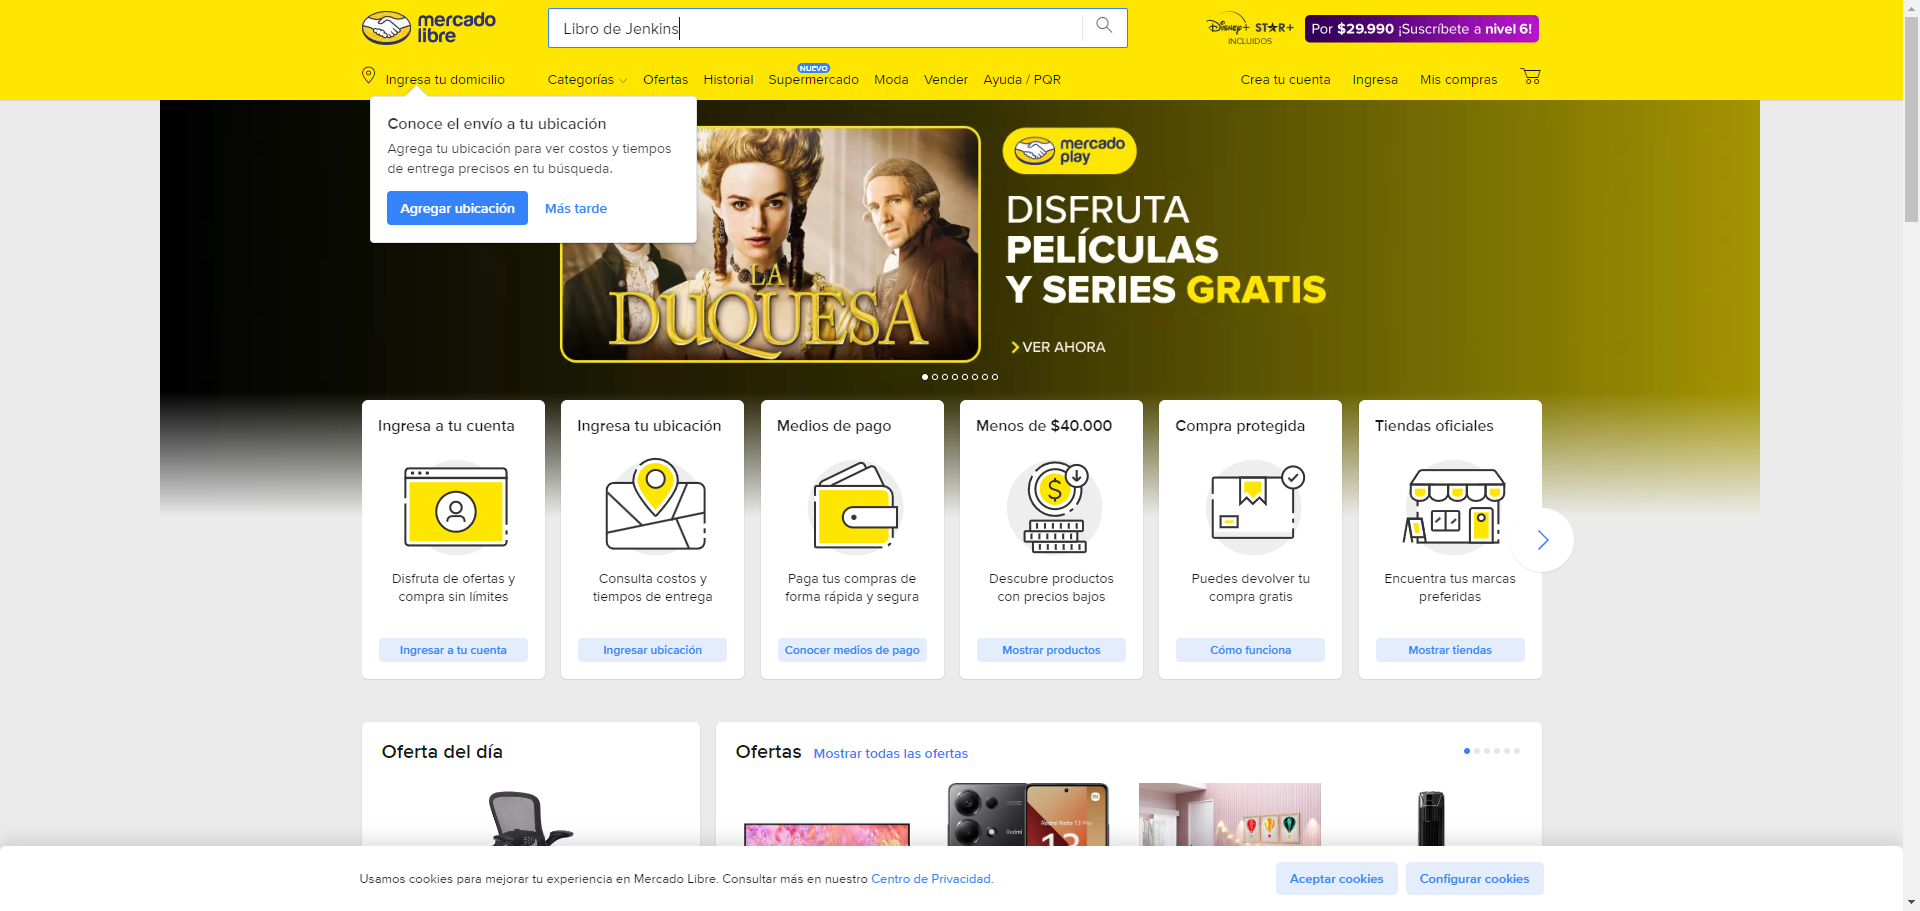 mercado
libre
Libro de Jenkins
Disney+ STAR+
INCLUIDOS
Por $29.990 ¡Suscríbete a nivel 6!
Ingresa tu domicilio
Categorías
Ofertas
Historial
NUEVO
Supermercado
Moda
Vender
Ayuda / PQR
Crea tu cuenta
Ingresa
Mis compras
Conoce el envío a tu ubicación
Agrega tu ubicación para ver costos y tiempos
de entrega precisos en tu búsqueda.
Agregar ubicación
Más tarde
LA
DUQUESA
mercado
play
DISFRUTA
PELÍCULAS
Y SERIES GRATIS
VER AHORA
Ingresa a tu cuenta
Disfruta de ofertas y
compra sin límites
Ingresar a tu cuenta
Ingresa tu ubicación
Consulta costos y
tiempos de entrega
Ingresar ubicación
Medios de pago
Paga tus compras de
forma rápida y segura
Conocer medios de pago
Menos de $40.000
$
Descubre productos
con precios bajos
Mostrar productos
Compra protegida
Puedes devolver tu
compra gratis
Cómo funciona
Tiendas oficiales
Encuentra tus marcas
preferidas
Mostrar tiendas
Oferta del día
Ofertas
Mostrar todas las ofertas
Redmi
Redmi Note 13 Pro
13
Usamos cookies para mejorar tu experiencia en Mercado Libre. Consultar más en nuestro Centro de Privacidad.
Aceptar cookies
Configurar cookies